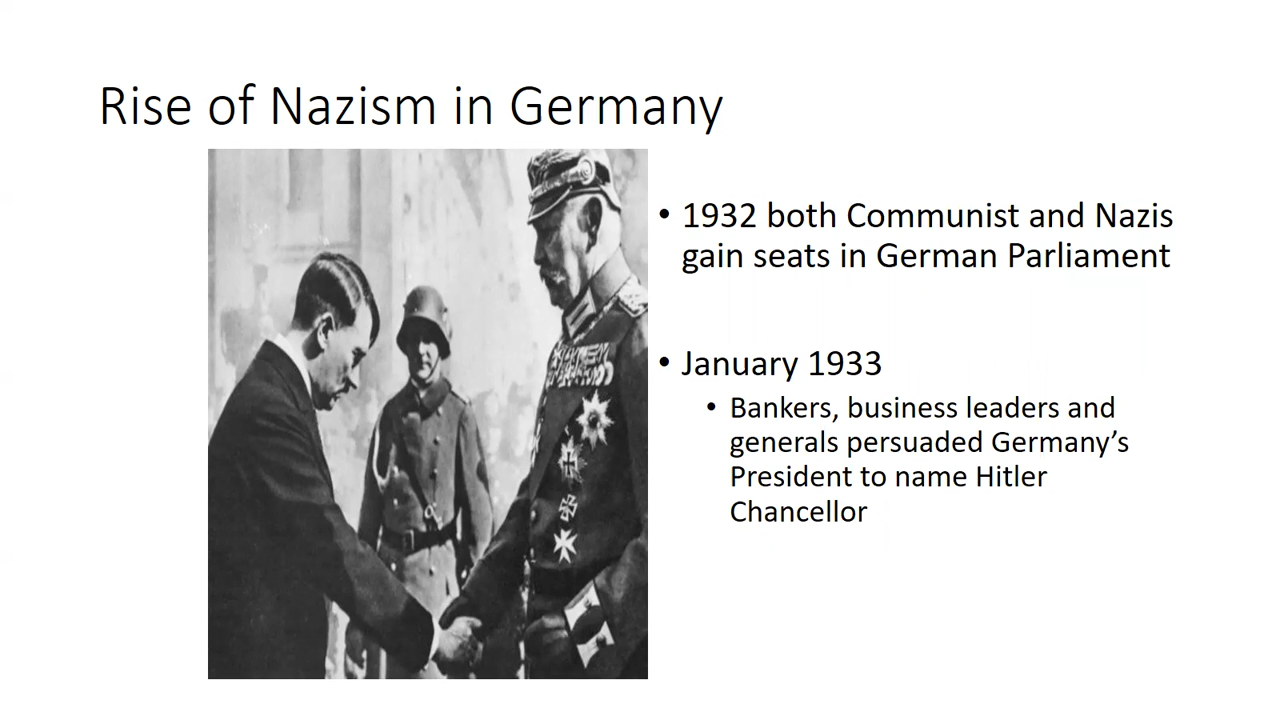 Rise of Nazism in Germany
• 1932 both Communist and Nazis
gain seats in German Parliament
• January 1933
• Bankers, business leaders and
generals persuaded Germany’s
President to name Hitler
Chancellor